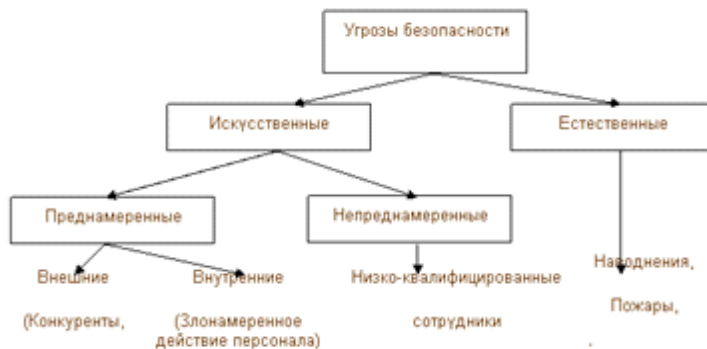 Угрозы безопасности
Искусственные
Естественные
Преднамеренные
Непреднамеренные
Внешние
(Конкуренты,
Внутренние
(Злонамеренное
действие персонала)
Низко-квалифицированные
сотрудники
Наводнения,
Пожары,
.